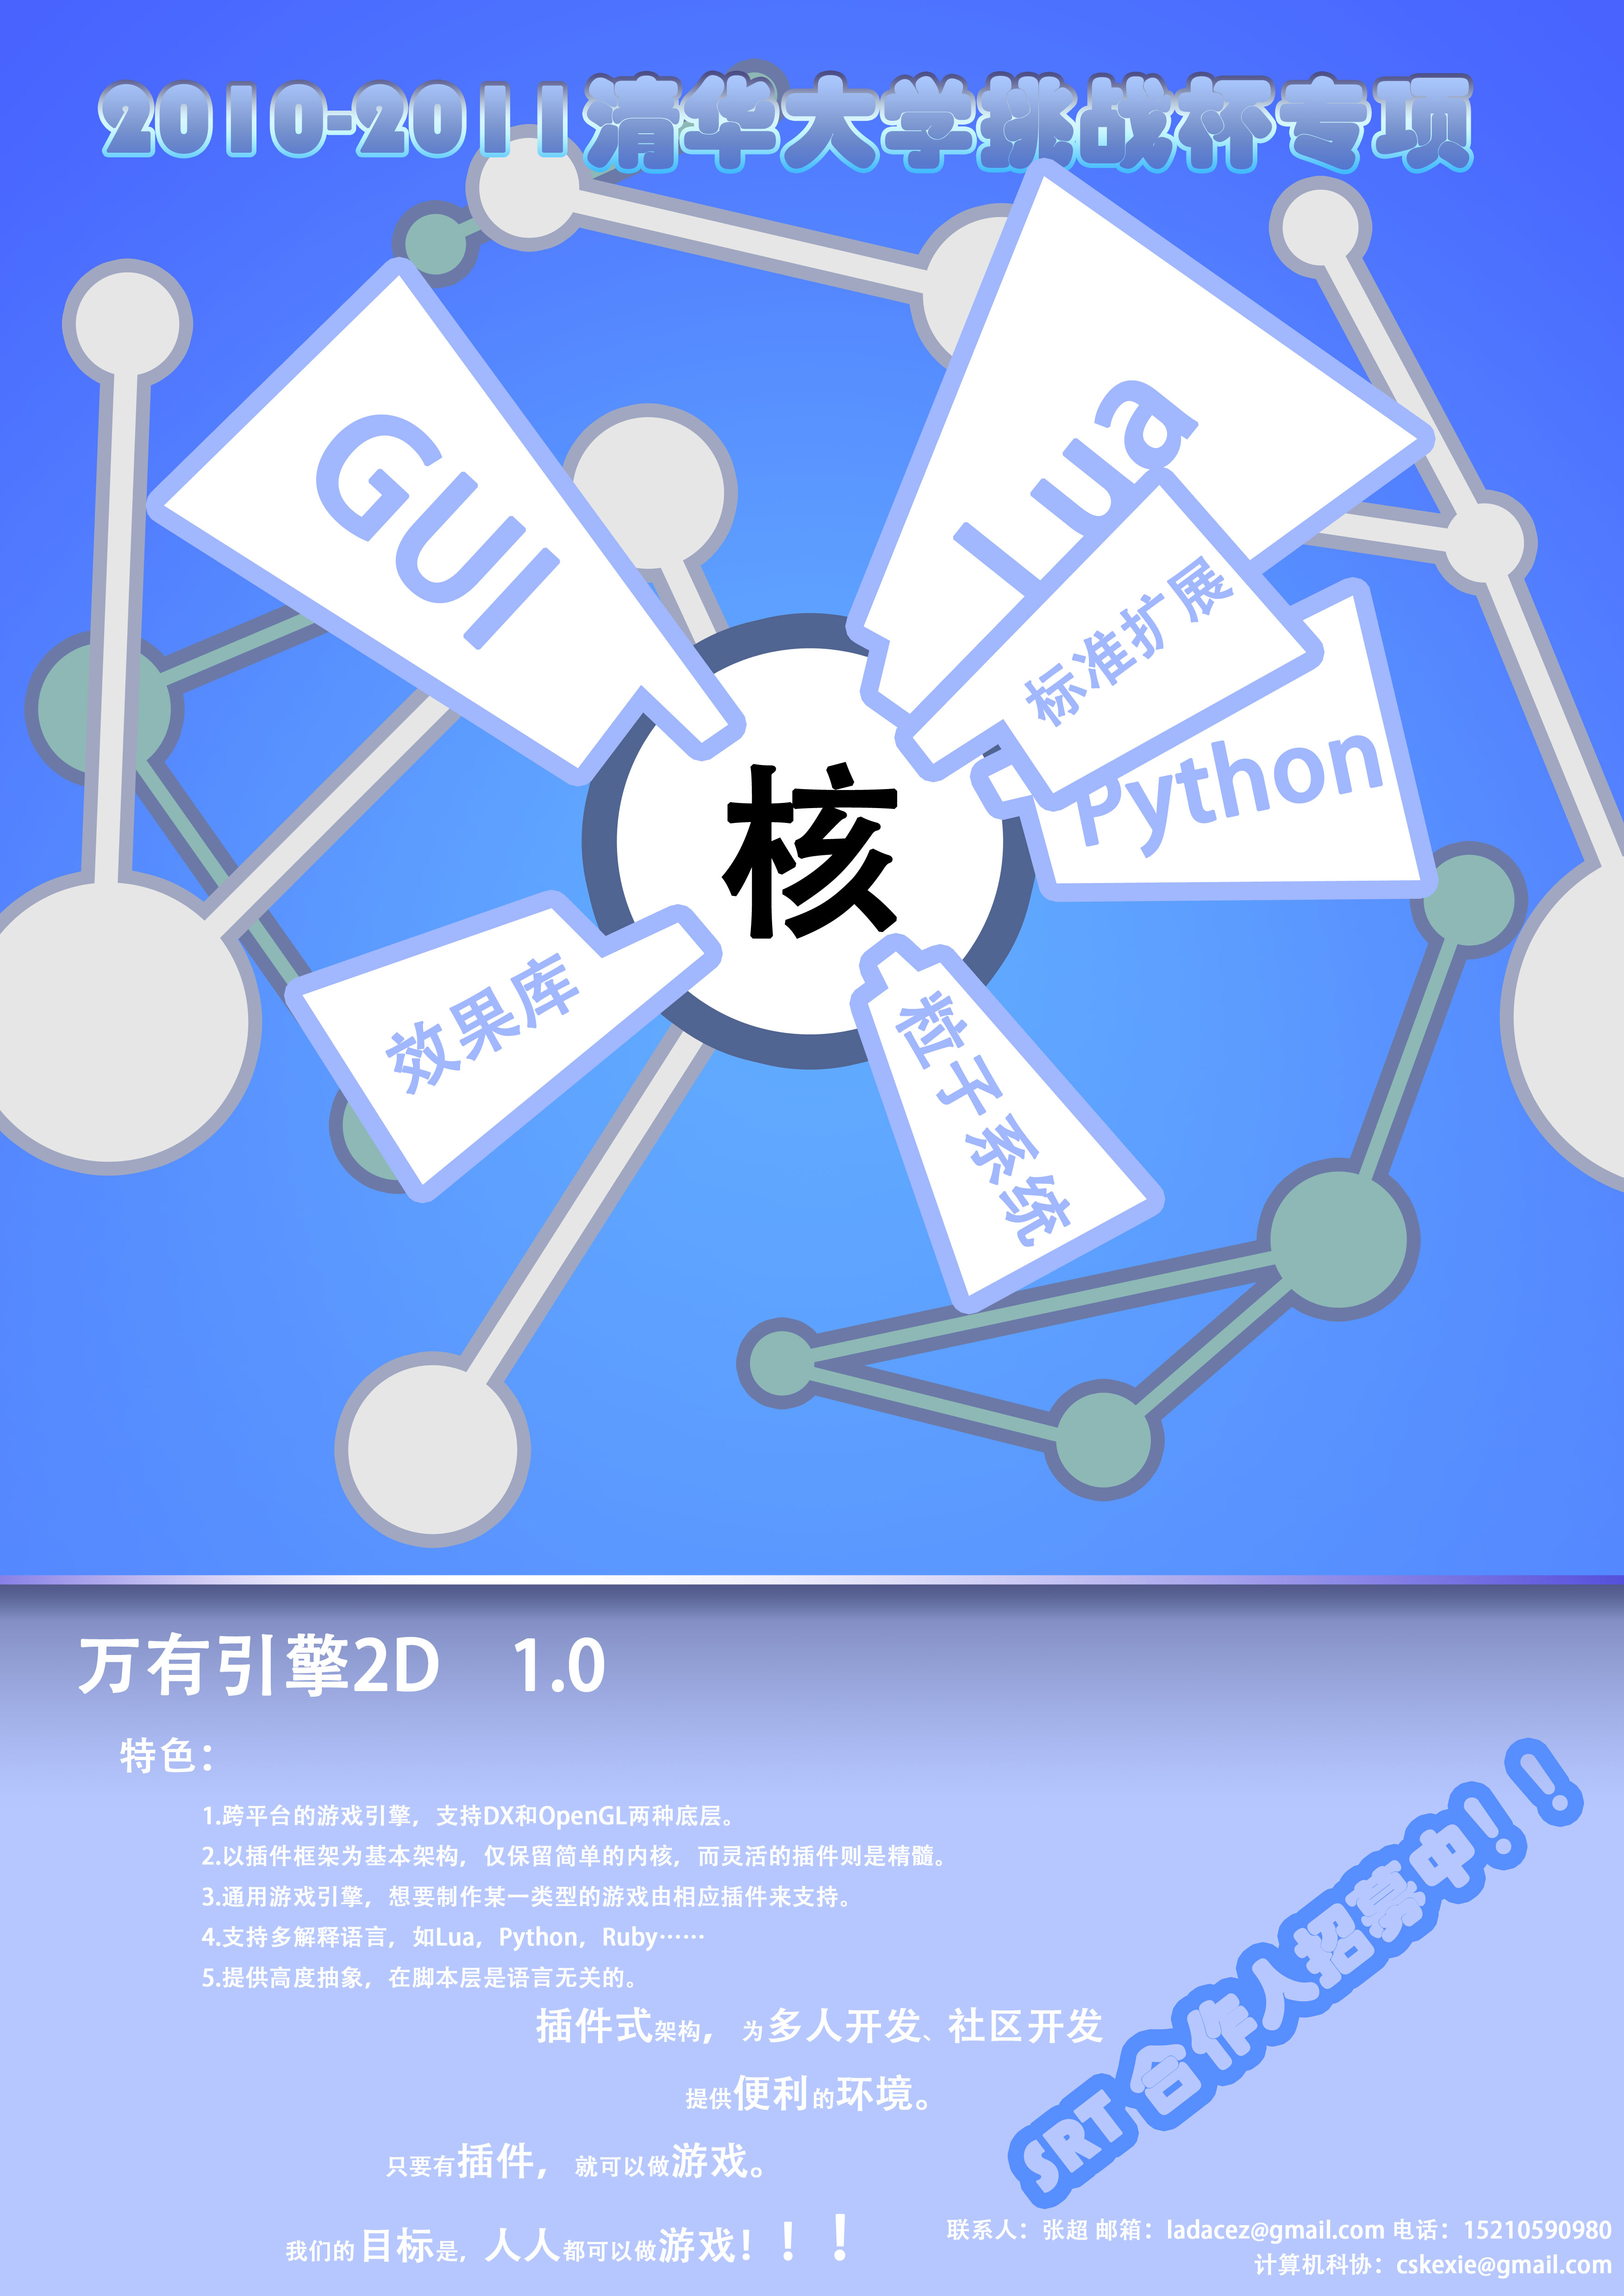 2010-2011清华大学挑战杯专项
GUI
Lua
标准扩展
Python
核
效果库
粒子系统
万有引擎2D 1.0
特色：
1.跨平台的游戏引擎，支持DX和OpenGL两种底层。
2.以插件框架为基本架构，仅保留简单的内核，而灵活的插件则是精髓。
3.通用游戏引擎，想要制作某一类型的游戏由相应插件来支持。
4.支持多解释语言，如Lua，Python，Ruby……
5.提供高度抽象，在脚本层是语言无关的。
插件式架构，为多人开发、社区开发
提供便利的环境。
只要有插件，就可以做游戏。
我们的目标是，人人都可以做游戏！！！
SRT合作人招募中！！
联系人：张超 邮箱：ladacez@gmail.com 电话：15210590980
计算机科协：cskexie@gmail.com